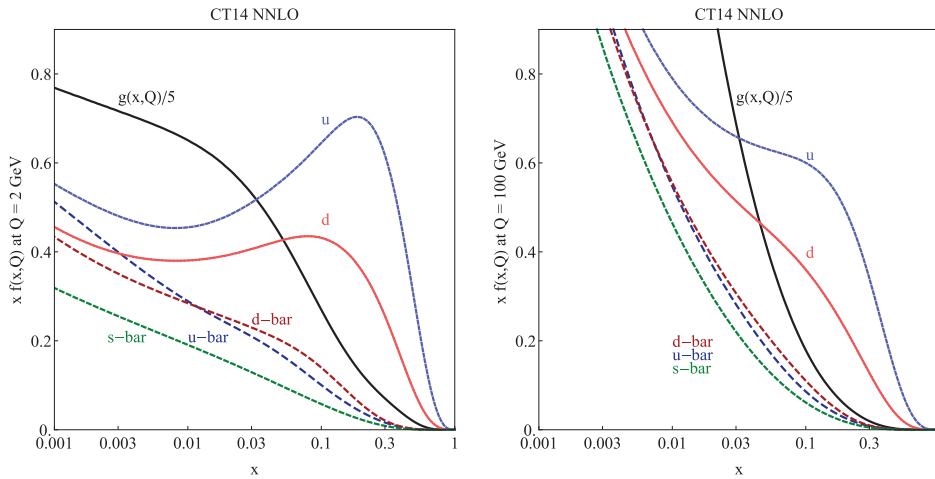 CT14 NNLO
x f(x,Q) at Q = 2 GeV
0.8
0.6
0.4
0.2
0
g(x,Q)/5
u
d
d−bar
s−bar
u−bar
0.001
0.003
0.01
0.03
0.1
0.3
1
x
CT14 NNLO
x f(x,Q) at Q = 100 GeV
0.8
0.6
0.4
0.2
0
g(x,Q)/5
u
d
d−bar
u−bar
s−bar
0.001
0.003
0.01
0.03
0.1
0.3
x